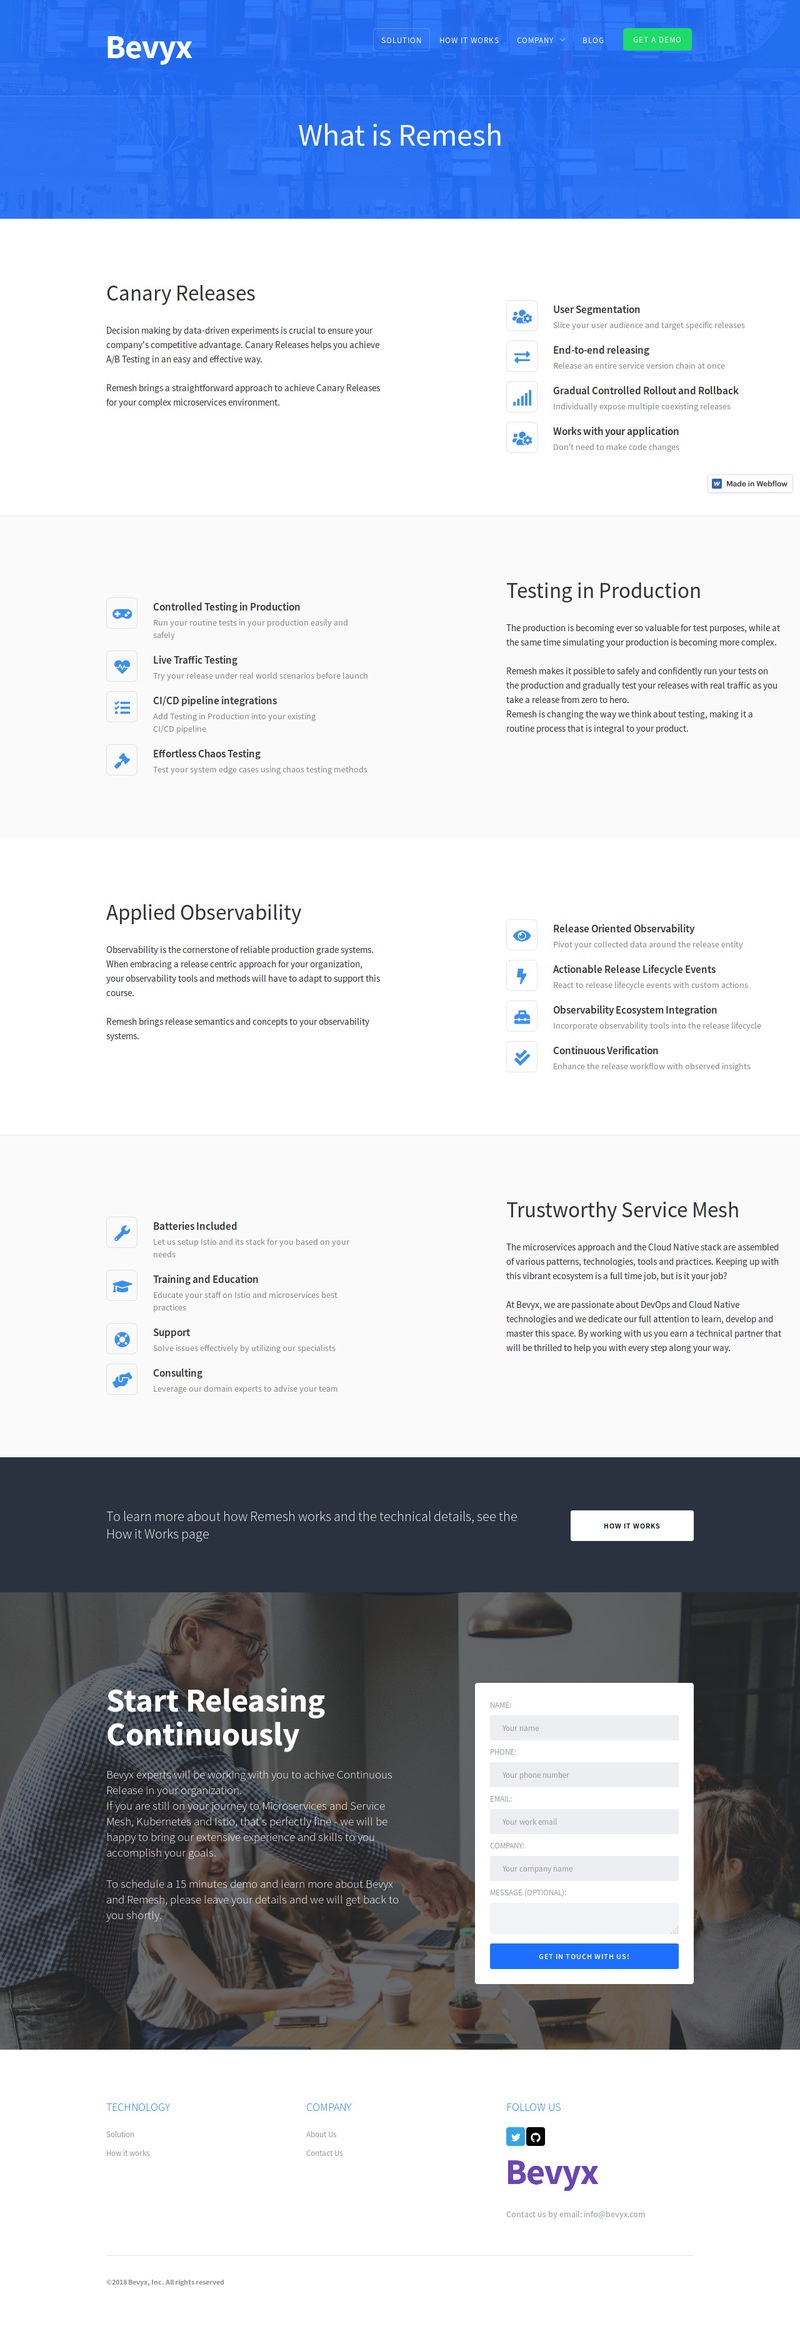 Bevyx
SOLUTION
HOW IT WORKS
COMPANY
BLOG
GET A DEMO
What is Remesh
Canary Releases
Decision making by data-driven experiments is crucial to ensure your
company's competitive advantage. Canary Releases helps you achieve
A/B Testing in an easy and effective way.
Remesh brings a straightforward approach to achieve Canary Releases
for your complex microservices environment.
User Segmentation
Slice your user audience and target specific releases
End-to-end releasing
Release an entire service version chain at once
Gradual Controlled Rollout and Rollback
Individually expose multiple coexisting releases
Works with your application
Don't need to make code changes
Made in Webflow
Controlled Testing in Production
Run your routine tests in your production easily and
safely
Live Traffic Testing
Try your release under real world scenarios before launch
CI/CD pipeline integrations
Add Testing in Production into your existing
CI/CD pipeline
Effortless Chaos Testing
Test your system edge cases using chaos testing methods
Testing in Production
The production is becoming ever so valuable for test purposes, while at
the same time simulating your production is becoming more complex.
Remesh makes it possible to safely and confidently run your tests on
the production and gradually test your releases with real traffic as you
take a release from zero to hero.
Remesh is changing the way we think about testing, making it a
routine process that is integral to your product.
Applied Observability
Observability is the cornerstone of reliable production grade systems.
When embracing a release centric approach for your organization,
your observability tools and methods will have to adapt to support this
course.
Remesh brings release semantics and concepts to your observability
systems.
Release Oriented Observability
Pivot your collected data around the release entity
Actionable Release Lifecycle Events
React to release lifecycle events with custom actions
Observability Ecosystem Integration
Incorporate observability tools into the release lifecycle
Continuous Verification
Enhance the release workflow with observed insights
Batteries Included
Let us setup Istio and its stack for you based on your
needs
Training and Education
Educate your staff on Istio and microservices best
practices
Support
Solve issues effectively by utilizing our specialists
Consulting
Leverage our domain experts to advise your team
Trustworthy Service Mesh
The microservices approach and the Cloud Native stack are assembled
of various patterns, technologies, tools and practices. Keeping up with
this vibrant ecosystem is a full time job, but is it your job?
At Bevyx, we are passionate about DevOps and Cloud Native
technologies and we dedicate our full attention to learn, develop and
master this space. By working with us you earn a technical partner that
will be thrilled to help you with every step along your way.
To learn more about how Remesh works and the technical details, see the
How it Works page
HOW IT WORKS
Start Releasing
Continuously
Bevyx experts will be working with you to achive Continuous
Release in your organization.
If you are still on your journey to Microservices and Service
Mesh, Kubernetes and Istio, that's perfectly fine - we will be
happy to bring our extensive experience and skills to you
accomplish your goals.
To schedule a 15 minutes demo and learn more about Bevyx
and Remesh, please leave your details and we will get back to
you shortly.
NAME:
Your name
PHONE:
Your phone number
EMAIL:
Your work email
COMPANY:
Your company name
MESSAGE (OPTIONAL):
GET IN TOUCH WITH US!
TECHNOLOGY
Solution
How it works
COMPANY
About Us
Contact Us
FOLLOW US
Bevyx
Contact us by email: info@bevyx.com
©2018 Bevyx, Inc. All rights reserved